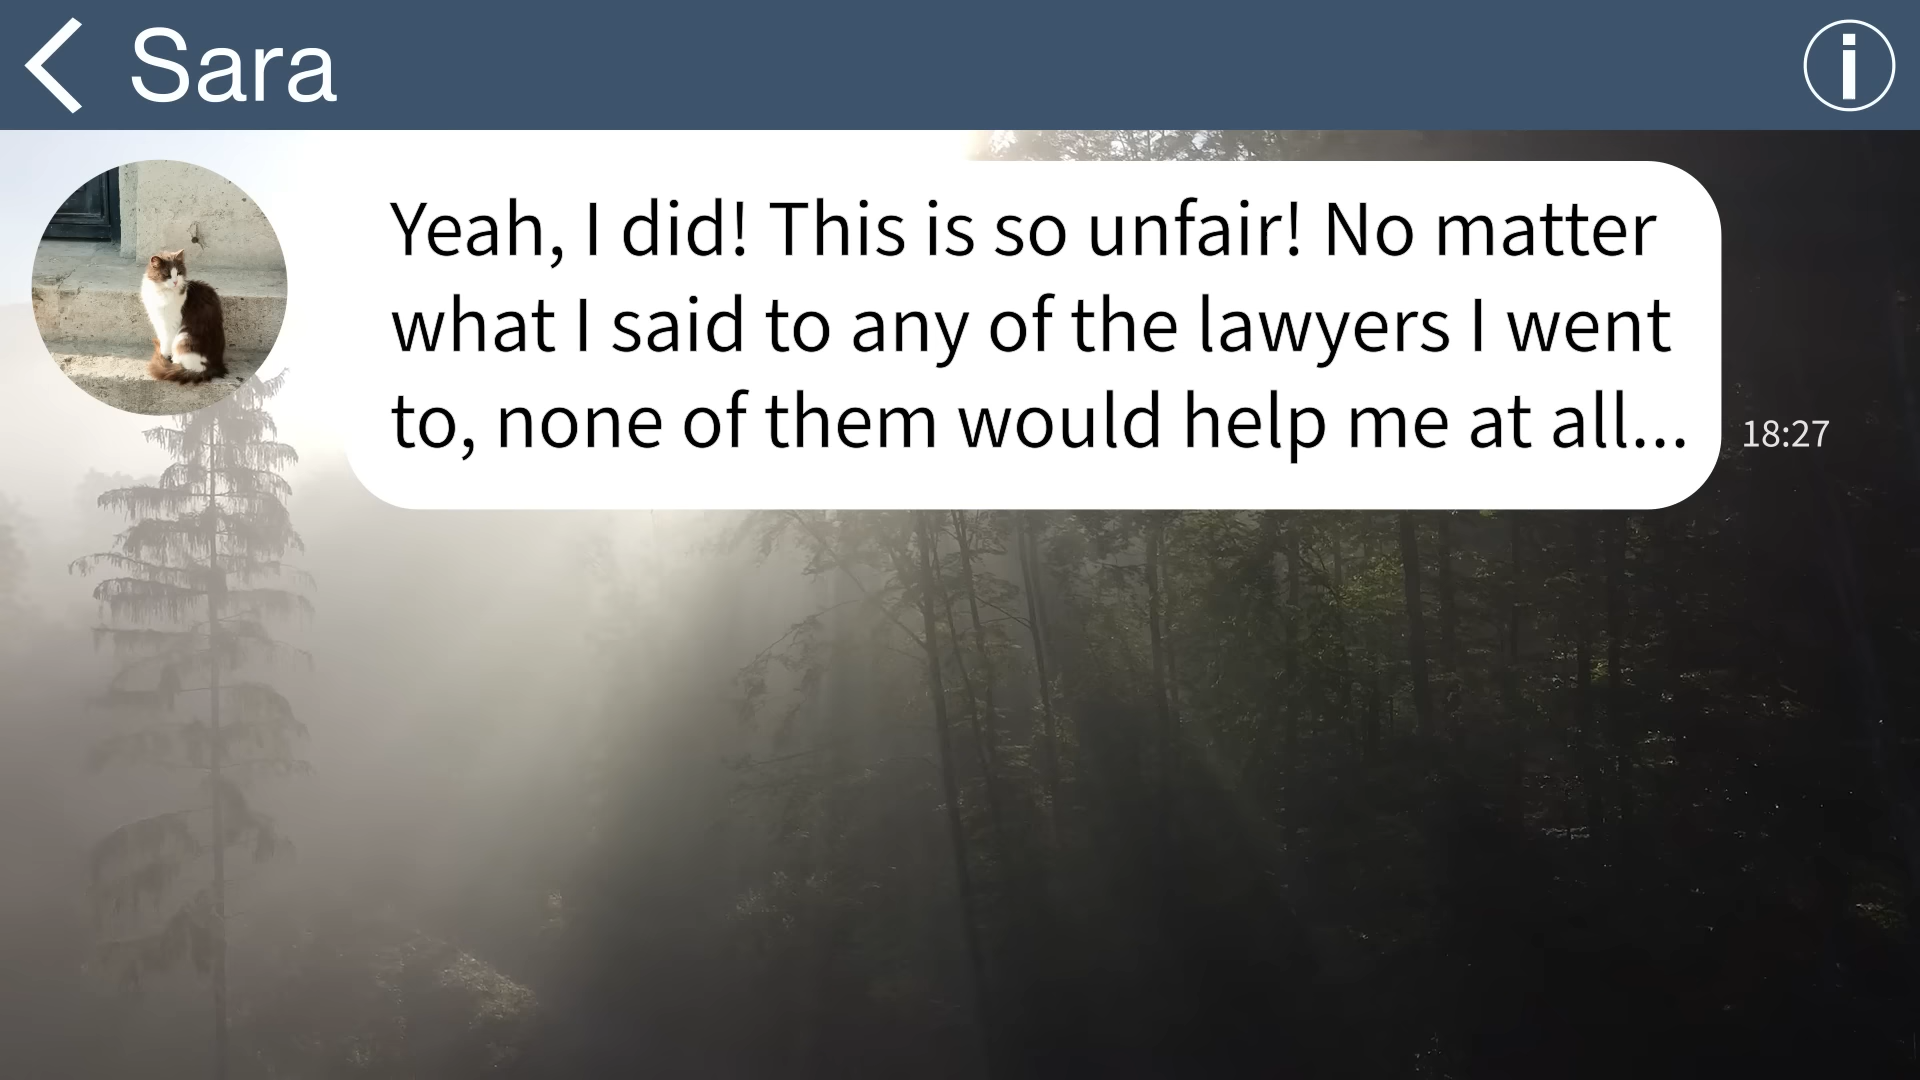 Sara
Yeah, I did! This is so unfair! No matter
what I said to any of the lawyers I went
to, none of them would help me at all...
18:27